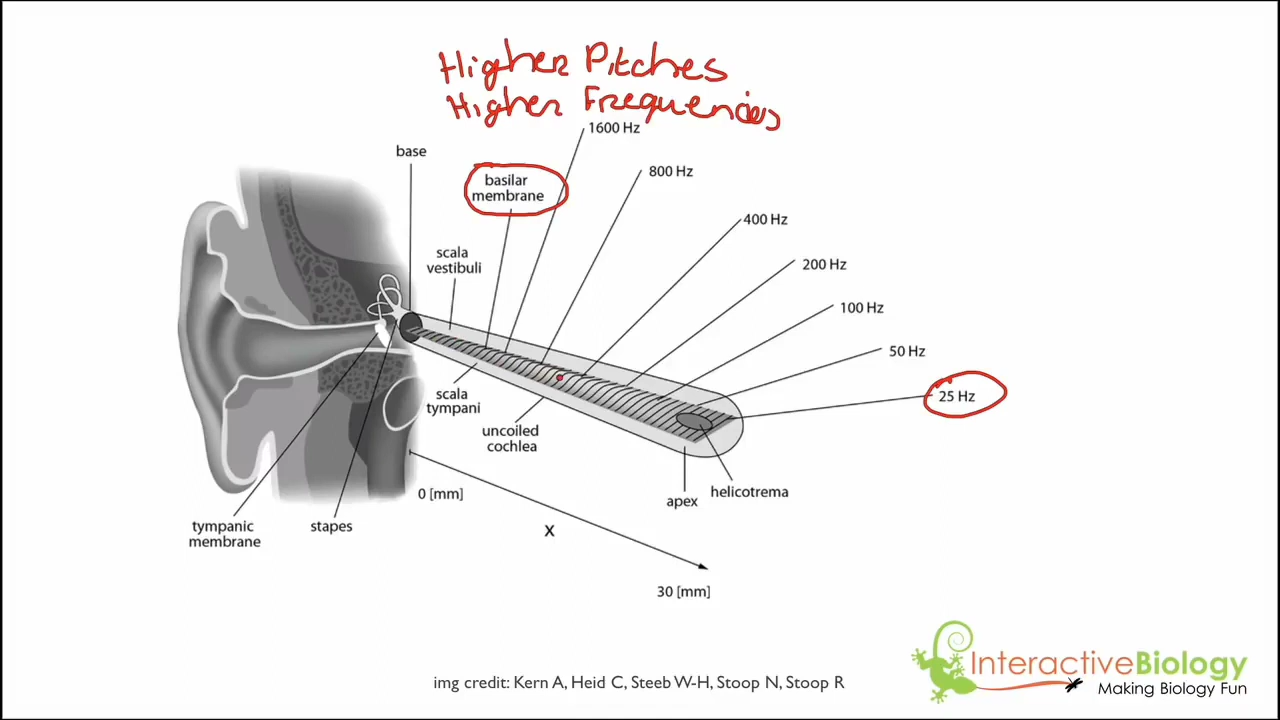 Higher Pitches
Higher Frequencies
1600 Hz
base
800 Hz
basilar
membrane
400 Hz
scala
vestibuli
200 Hz
100 Hz
50 Hz
25 Hz
scala
tympani
uncoiled
cochlea
0 [mm]
apex
helicotrema
tympanic
membrane
stapes
X
30 [mm]
InteractiveBiology
Making Biology Fun
img credit: Kern A, Heid C, Steeb W-H, Stoop N, Stoop R